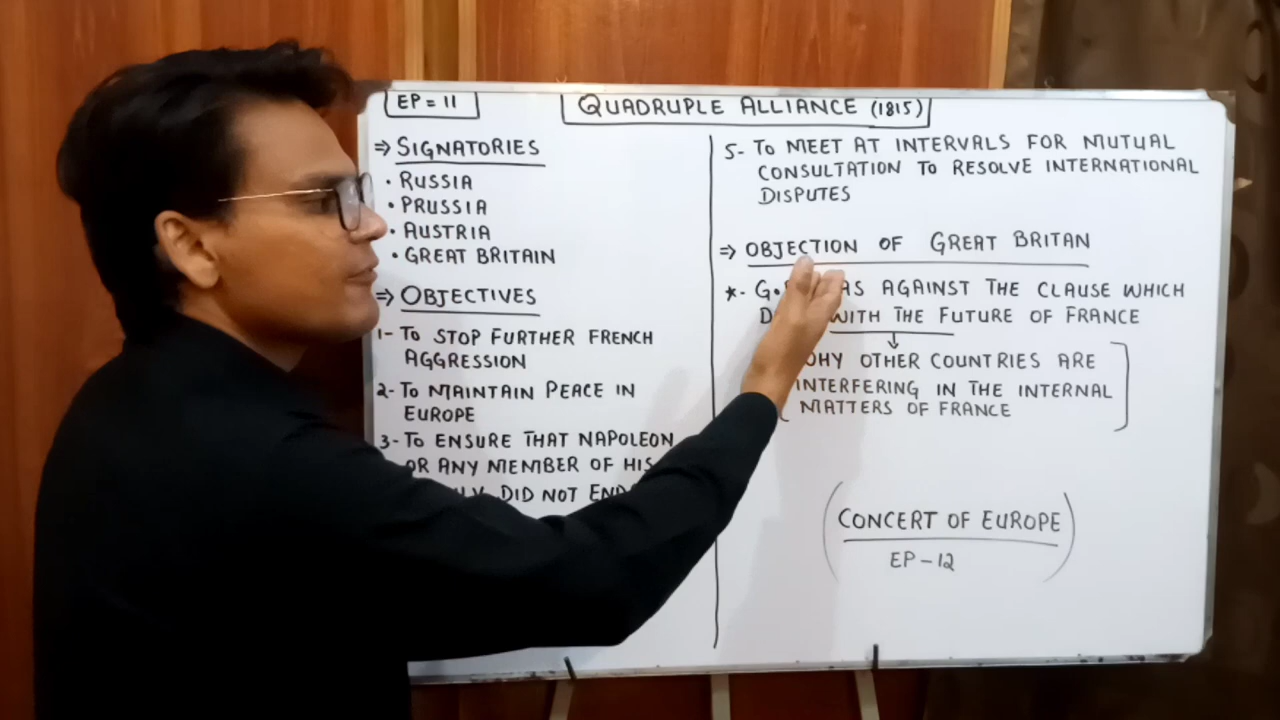 EP = 11
QUADRUPLE ALLIANCE (1815)
⇒ SIGNATORIES
• RUSSIA
• PRUSSIA
• AUSTRIA
• GREAT BRITAIN
⇒ OBJECTIVES
1- TO STOP FURTHER FRENCH
AGGRESSION
2- TO MAINTAIN PEACE IN
EUROPE
3- TO ENSURE THAT NAPOLEON
OR ANY MEMBER OF HIS
DID NOT
5- TO MEET AT INTERVALS FOR MUTUAL
CONSULTATION TO RESOLVE INTERNATIONAL
DISPUTES
⇒ OBJECTION OF GREAT BRITAN
*- G. AS AGAINST THE CLAUSE WHICH
WITH THE FUTURE OF FRANCE
↓
WHY OTHER COUNTRIES ARE
INTERFERING IN THE INTERNAL
MATTERS OF FRANCE
(CONCERT OF EUROPE
EP - 12)